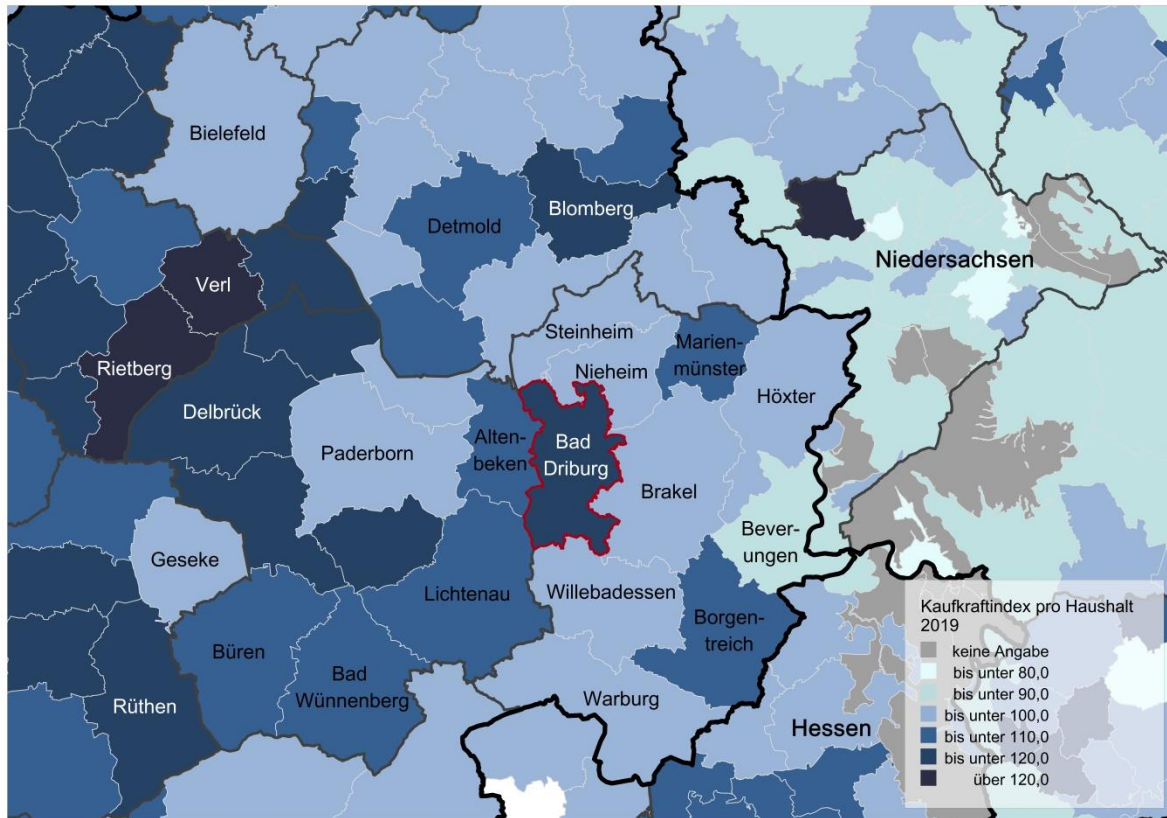 Bielefeld
Blomberg
Detmold
Niedersachsen
Verl
Steinheim
Marien-
münster
Rietberg
Nieheim
Höxter
Delbrück
Alten-
beken
Bad
Driburg
Paderborn
Brakel
Bever-
ungen
Geseke
Lichtenau
Willebadessen
Borgen-
treich
Büren
Bad
Wünnenberg
Rüthen
Warburg
Hessen
Kaufkraftindex pro Haushalt
2019
keine Angabe
bis unter 80,0
bis unter 90,0
bis unter 100,0
bis unter 110,0
bis unter 120,0
über 120,0